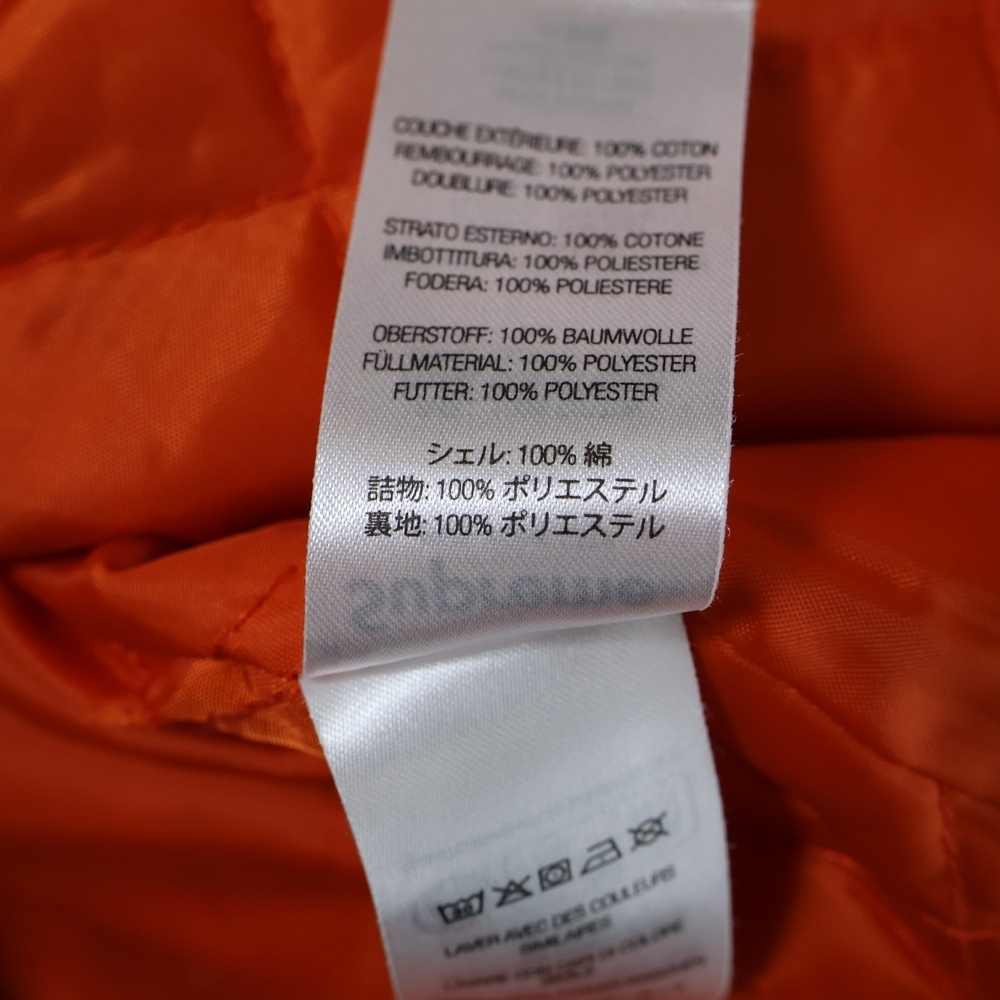 COUCHE EXTÉRIEURE: 100% COTON
REMBOURRAGE: 100% POLYESTER
DOUBLURE: 100% POLYESTER
STRATO ESTERNO: 100% COTONE
IMBOTTITURA: 100% POLIESTERE
FODERA: 100% POLIESTERE
OBERSTOFF: 100% BAUMWOLLE
FÜLLMATERIAL: 100% POLYESTER
FUTTER: 100% POLYESTER
シェル: 100% 綿
詰物: 100% ポリエステル
裏地: 100% ポリエステル
Supreme
LAVER AVEC DES COULEURS
SIMILAIRES